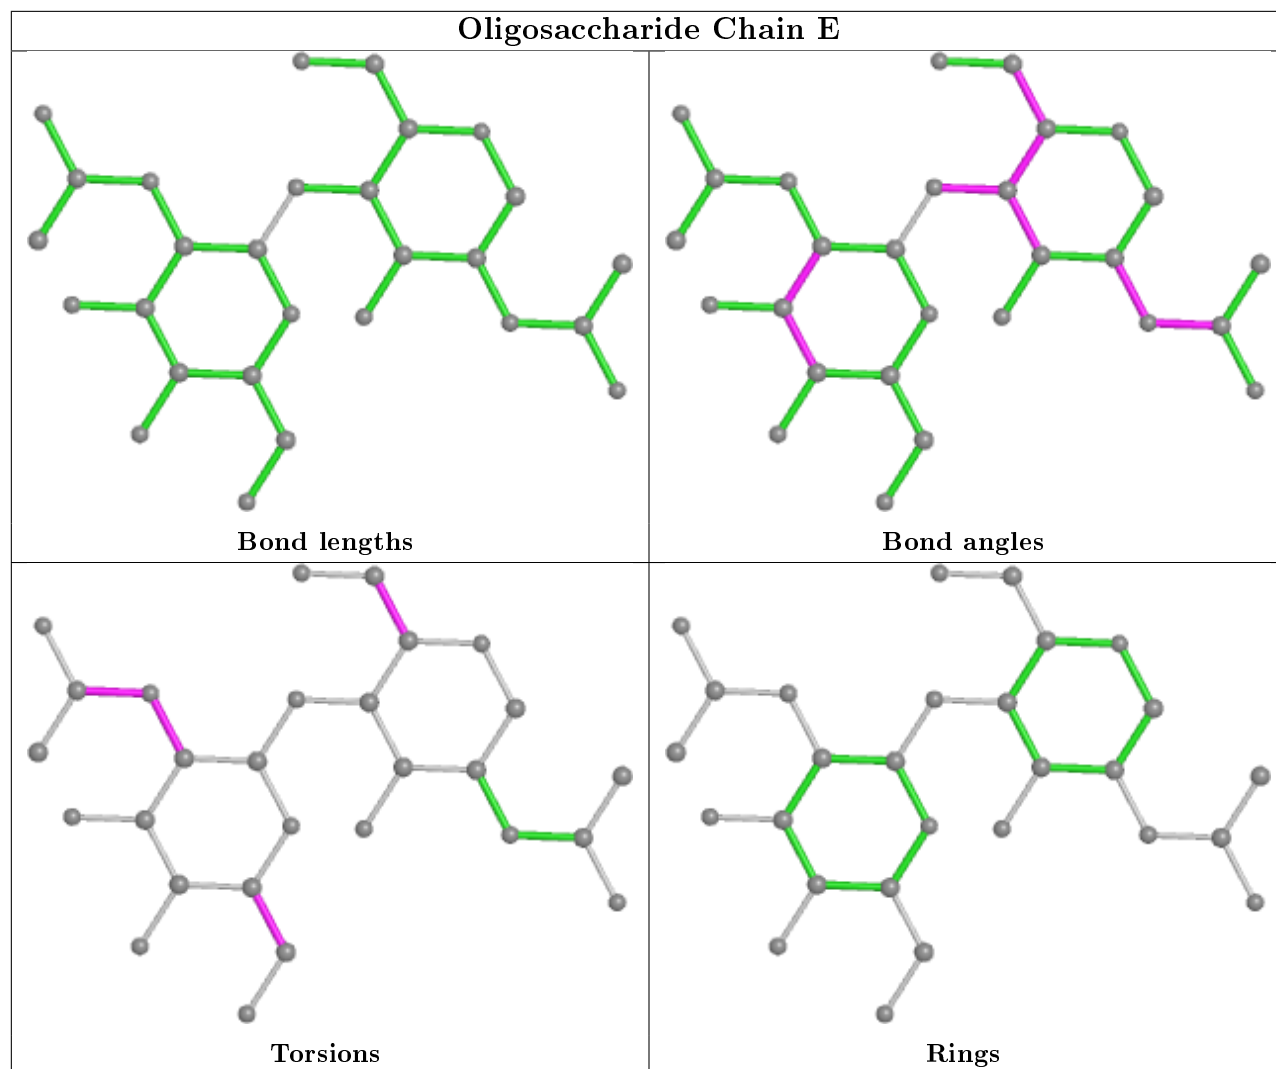 Oligosaccharide Chain E
Bond lengths
Bond angles
Torsions
Rings